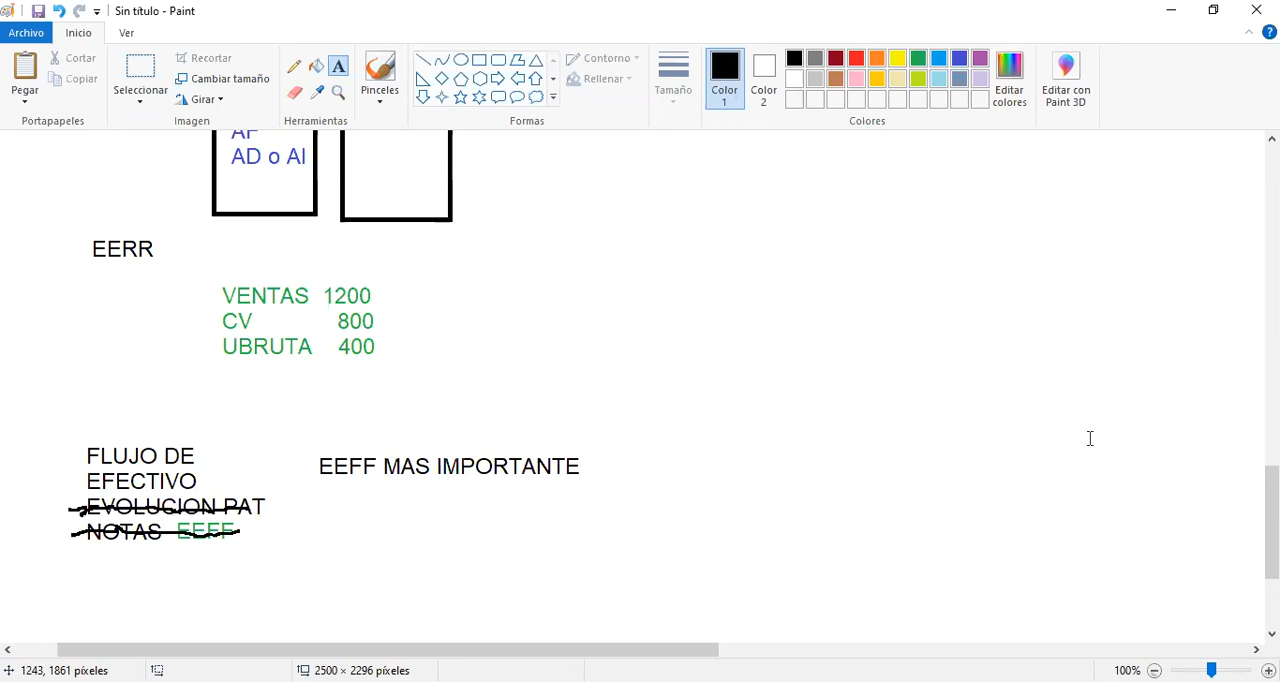 Sin título - Paint
Archivo
Inicio
Ver
Pegar
Cortar
Copiar
Portapapeles
Seleccionar
Recortar
Cambiar tamaño
Girar
Imagen
A
Herramientas
Pinceles
Contorno
Rellenar
Formas
Tamaño
Color 1
Color 2
Editar colores
Editar con Paint 3D
Colores
AF
AD o AI
EERR
VENTAS 1200
CV 800
UBRUTA 400
FLUJO DE
EFECTIVO
EEFF MAS IMPORTANTE
EVOLUCION PAT
NOTAS EEFF
1243, 1861 píxeles
2500 × 2296 píxeles
100%